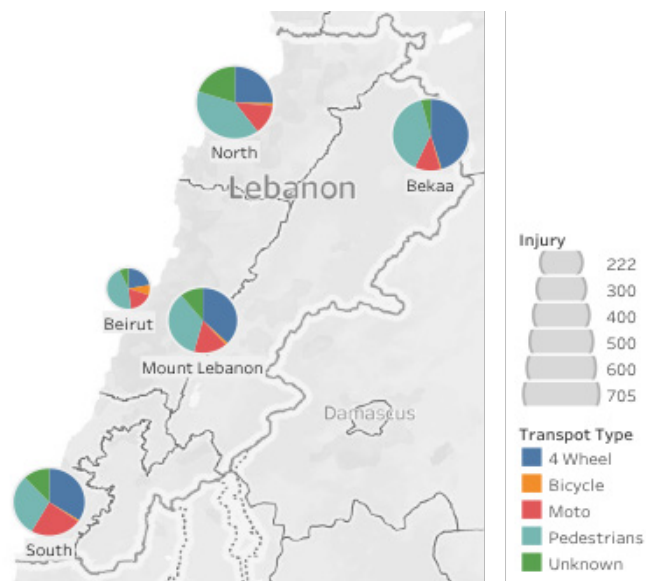 North
Bekaa
Lebanon
Beirut
Mount Lebanon
Damascus
South
Injury
222
300
400
500
600
705
Transpot Type
4 Wheel
Bicycle
Moto
Pedestrians
Unknown